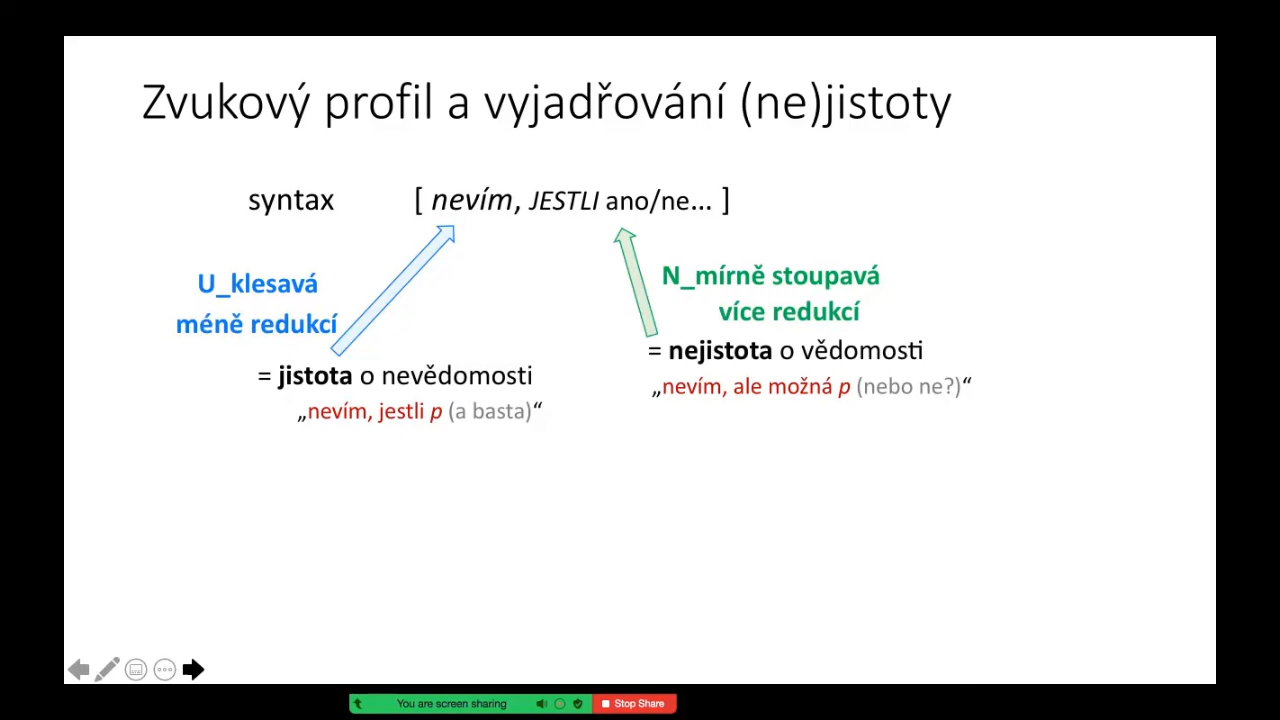 Zvukový profil a vyjadřování (ne)jistoty
syntax [ nevím, JESTLI ano/ne... ]
U_klesavá
méně redukcí
= jistota o nevědomosti
„nevím, jestli p (a basta)“
N_mírně stoupavá
více redukcí
= nejistota o vědomosti
„nevím, ale možná p (nebo ne?)“
You are screen sharing
Stop Share